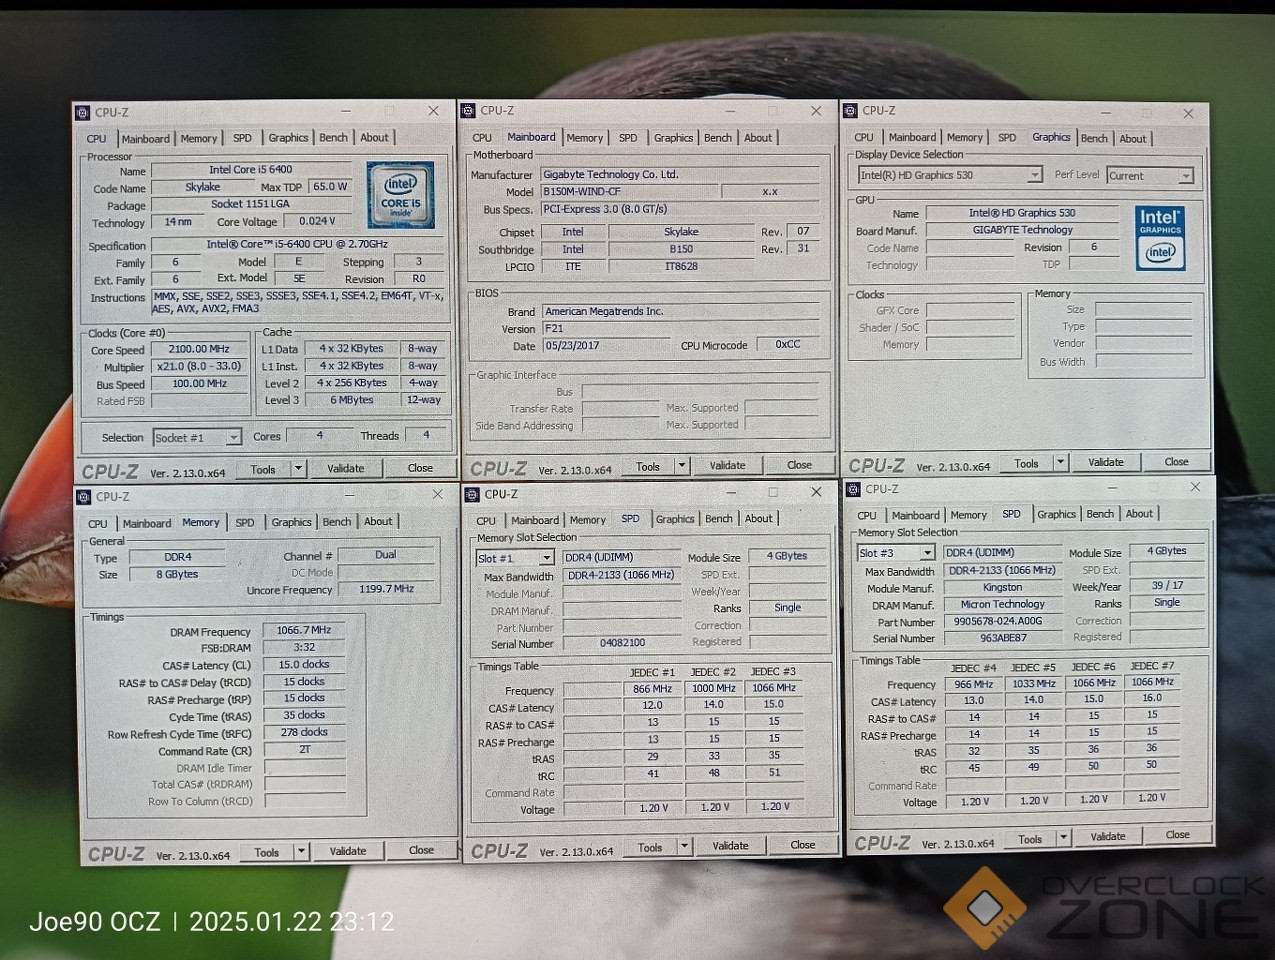 CPU-Z
CPU Mainboard Memory SPD Graphics Bench About
Processor
Name Intel Core i5 6400
Code Name Skylake Max TDP 65.0 W
Package Socket 1151 LGA
Technology 14 nm Core Voltage 0.024 V
intel
CORE i5
inside
Specification Intel® Core™ i5-6400 CPU @ 2.70GHz
Family 6 Model E Stepping 3
Ext. Family 6 Ext. Model 5E Revision R0
Instructions MMX, SSE, SSE2, SSE3, SSSE3, SSE4.1, SSE4.2, EM64T, VT-x,
AES, AVX, AVX2, FMA3
Clocks (Core #0)
Core Speed 2100.00 MHz
Multiplier x21.0 (8.0 - 33.0)
Bus Speed 100.00 MHz
Rated FSB
Cache
L1 Data 4 x 32 KBytes 8-way
L1 Inst. 4 x 32 KBytes 8-way
Level 2 4 x 256 KBytes 4-way
Level 3 6 MBytes 12-way
Selection Socket #1 Cores 4 Threads 4
CPU-Z Ver. 2.13.0.x64 Tools Validate Close
CPU-Z
CPU Mainboard Memory SPD Graphics Bench About
Motherboard
Manufacturer Gigabyte Technology Co. Ltd.
Model B150M-WIND-CF x.x
Bus Specs. PCI-Express 3.0 (8.0 GT/s)
Chipset Intel Skylake Rev. 07
Southbridge Intel B150 Rev. 31
LPCIO ITE IT8628
BIOS
Brand American Megatrends Inc.
Version F21
Date 05/23/2017 CPU Microcode 0xCC
Graphic Interface
Bus
Transfer Rate Max. Supported
Side Band Addressing Max. Supported
CPU-Z Ver. 2.13.0.x64 Tools Validate Close
CPU-Z
CPU Mainboard Memory SPD Graphics Bench About
Display Device Selection
Intel(R) HD Graphics 530 Perf Level Current
GPU
Name Intel® HD Graphics 530
Board Manuf. GIGABYTE Technology
Code Name Revision 6
Technology TDP
Intel
GRAPHICS
intel
Clocks
GFX Core
Shader / SoC
Memory
Memory
Size
Type
Vendor
Bus Width
CPU-Z Ver. 2.13.0.x64 Tools Validate Close
CPU-Z
CPU Mainboard Memory SPD Graphics Bench About
General
Type DDR4 Channel # Dual
Size 8 GBytes DC Mode
Uncore Frequency 1199.7 MHz
Timings
DRAM Frequency 1066.7 MHz
FSB:DRAM 3:32
CAS# Latency (CL) 15.0 clocks
RAS# to CAS# Delay (tRCD) 15 clocks
RAS# Precharge (tRP) 15 clocks
Cycle Time (tRAS) 35 clocks
Row Refresh Cycle Time (tRFC) 278 clocks
Command Rate (CR) 2T
DRAM Idle Timer
Total CAS# (tRDRAM)
Row To Column (tRCD)
CPU-Z Ver. 2.13.0.x64 Tools Validate Close
CPU-Z
CPU Mainboard Memory SPD Graphics Bench About
Memory Slot Selection
Slot #1 DDR4 (UDIMM) Module Size 4 GBytes
Max Bandwidth DDR4-2133 (1066 MHz) SPD Ext.
Module Manuf. Week/Year
DRAM Manuf. Ranks Single
Part Number Correction
Serial Number 04082100 Registered
Timings Table
JEDEC #1 JEDEC #2 JEDEC #3
Frequency 866 MHz 1000 MHz 1066 MHz
CAS# Latency 12.0 14.0 15.0
RAS# to CAS# 13 15 15
RAS# Precharge 13 15 15
tRAS 29 33 35
tRC 41 48 51
Command Rate
Voltage 1.20 V 1.20 V 1.20 V
CPU-Z Ver. 2.13.0.x64 Tools Validate Close
CPU-Z
CPU Mainboard Memory SPD Graphics Bench About
Memory Slot Selection
Slot #3 DDR4 (UDIMM) Module Size 4 GBytes
Max Bandwidth DDR4-2133 (1066 MHz) SPD Ext.
Module Manuf. Kingston Week/Year 39 / 17
DRAM Manuf. Micron Technology Ranks Single
Part Number 9905678-024.A00G Correction
Serial Number 963ABE87 Registered
Timings Table
JEDEC #4 JEDEC #5 JEDEC #6 JEDEC #7
Frequency 966 MHz 1033 MHz 1066 MHz 1066 MHz
CAS# Latency 13.0 14.0 15.0 16.0
RAS# to CAS# 14 14 15 15
RAS# Precharge 14 14 15 15
tRAS 32 35 36 36
tRC 45 49 50 50
Command Rate
Voltage 1.20 V 1.20 V 1.20 V 1.20 V
CPU-Z Ver. 2.13.0.x64 Tools Validate Close
Joe90 OCZ | 2025.01.22 23:12
OVERCLOCK
ZONE